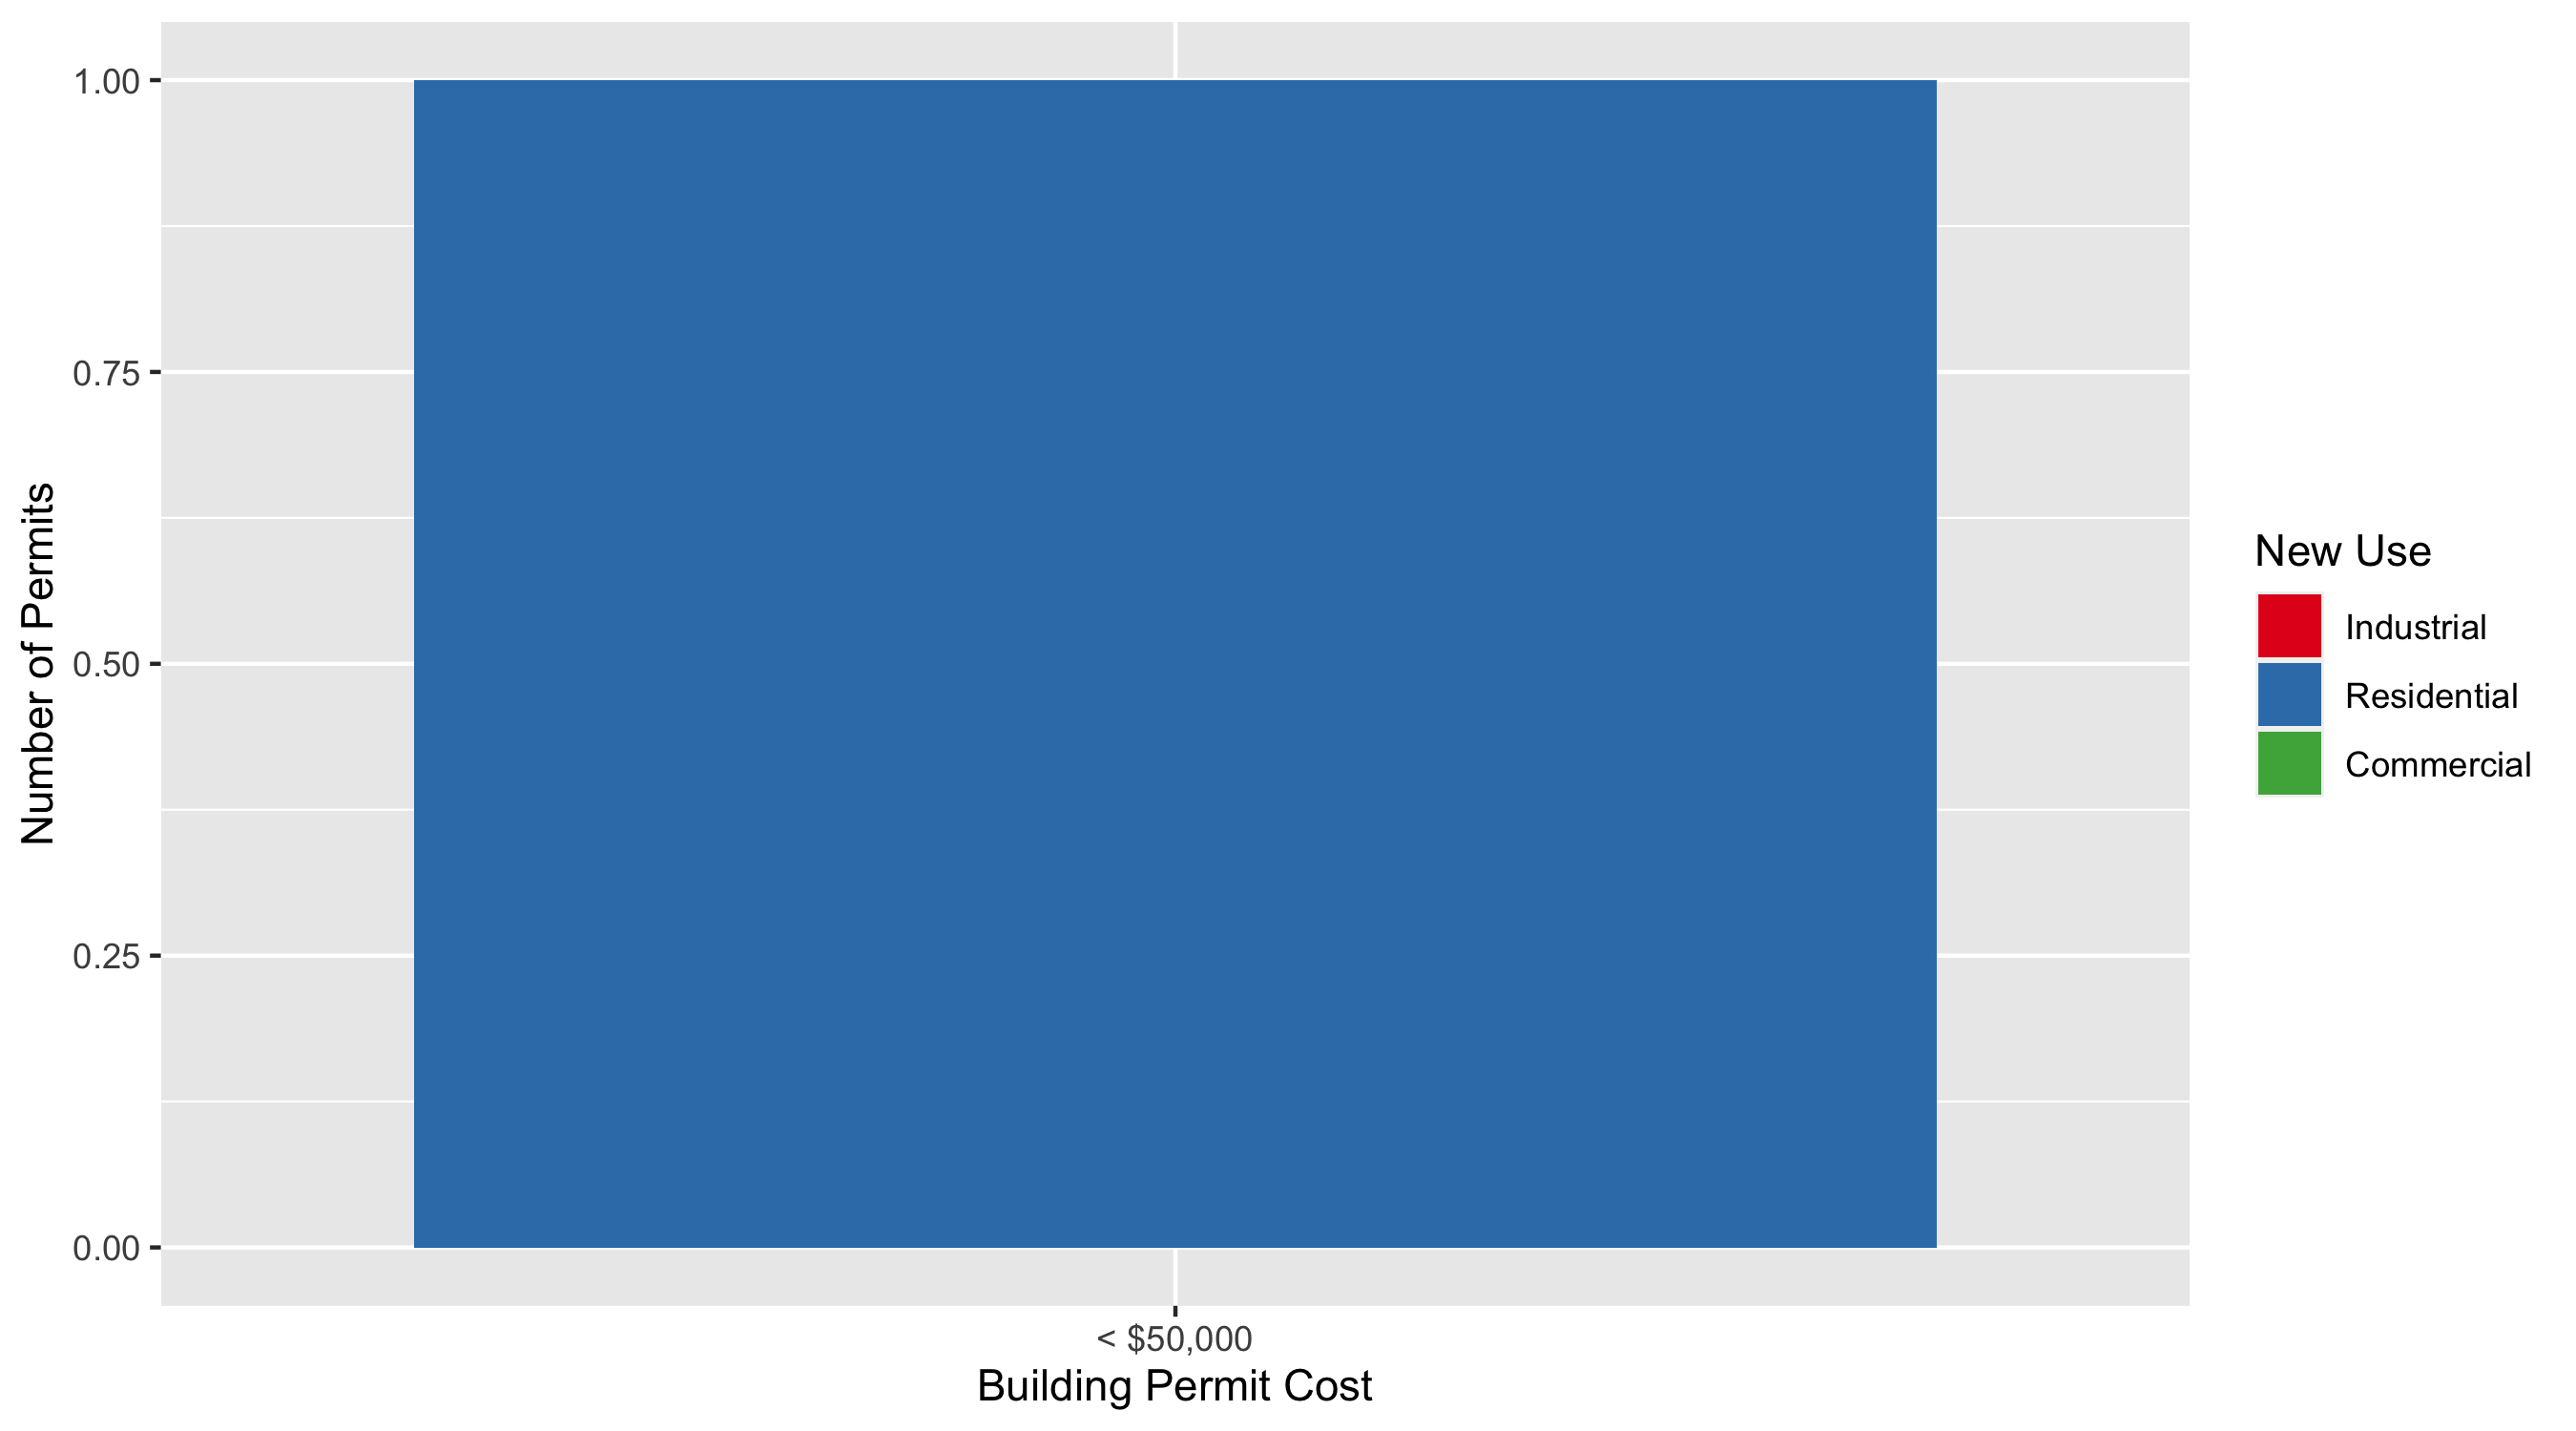 1.00
0.75
0.50
0.25
0.00
Number of Permits
< $50,000
Building Permit Cost
New Use
Industrial
Residential
Commercial